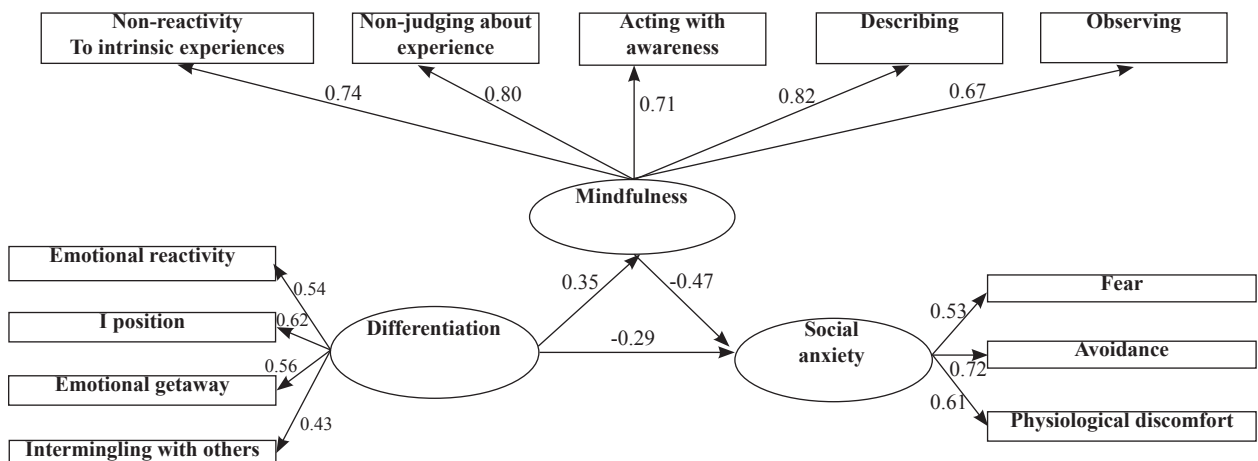 Non-reactivity
To intrinsic experiences
Non-judging about
experience
Acting with
awareness
Describing
Observing
0.74
0.80
0.71
0.82
0.67
Mindfulness
Emotional reactivity
I position
Emotional getaway
Intermingling with others
0.54
0.62
0.56
0.43
Differentiation
0.35
-0.47
-0.29
Social
anxiety
0.53
0.72
0.61
Fear
Avoidance
Physiological discomfort